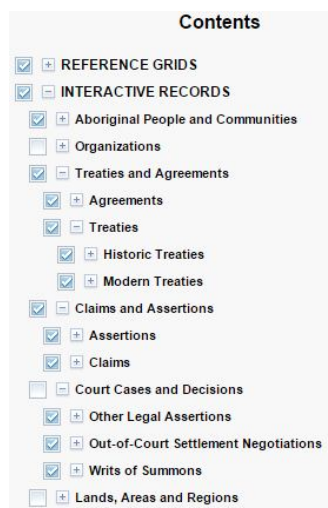 Contents
REFERENCE GRIDS
INTERACTIVE RECORDS
Aboriginal People and Communities
Organizations
Treaties and Agreements
Agreements
Treaties
Historic Treaties
Modern Treaties
Claims and Assertions
Assertions
Claims
Court Cases and Decisions
Other Legal Assertions
Out-of-Court Settlement Negotiations
Writs of Summons
Lands, Areas and Regions